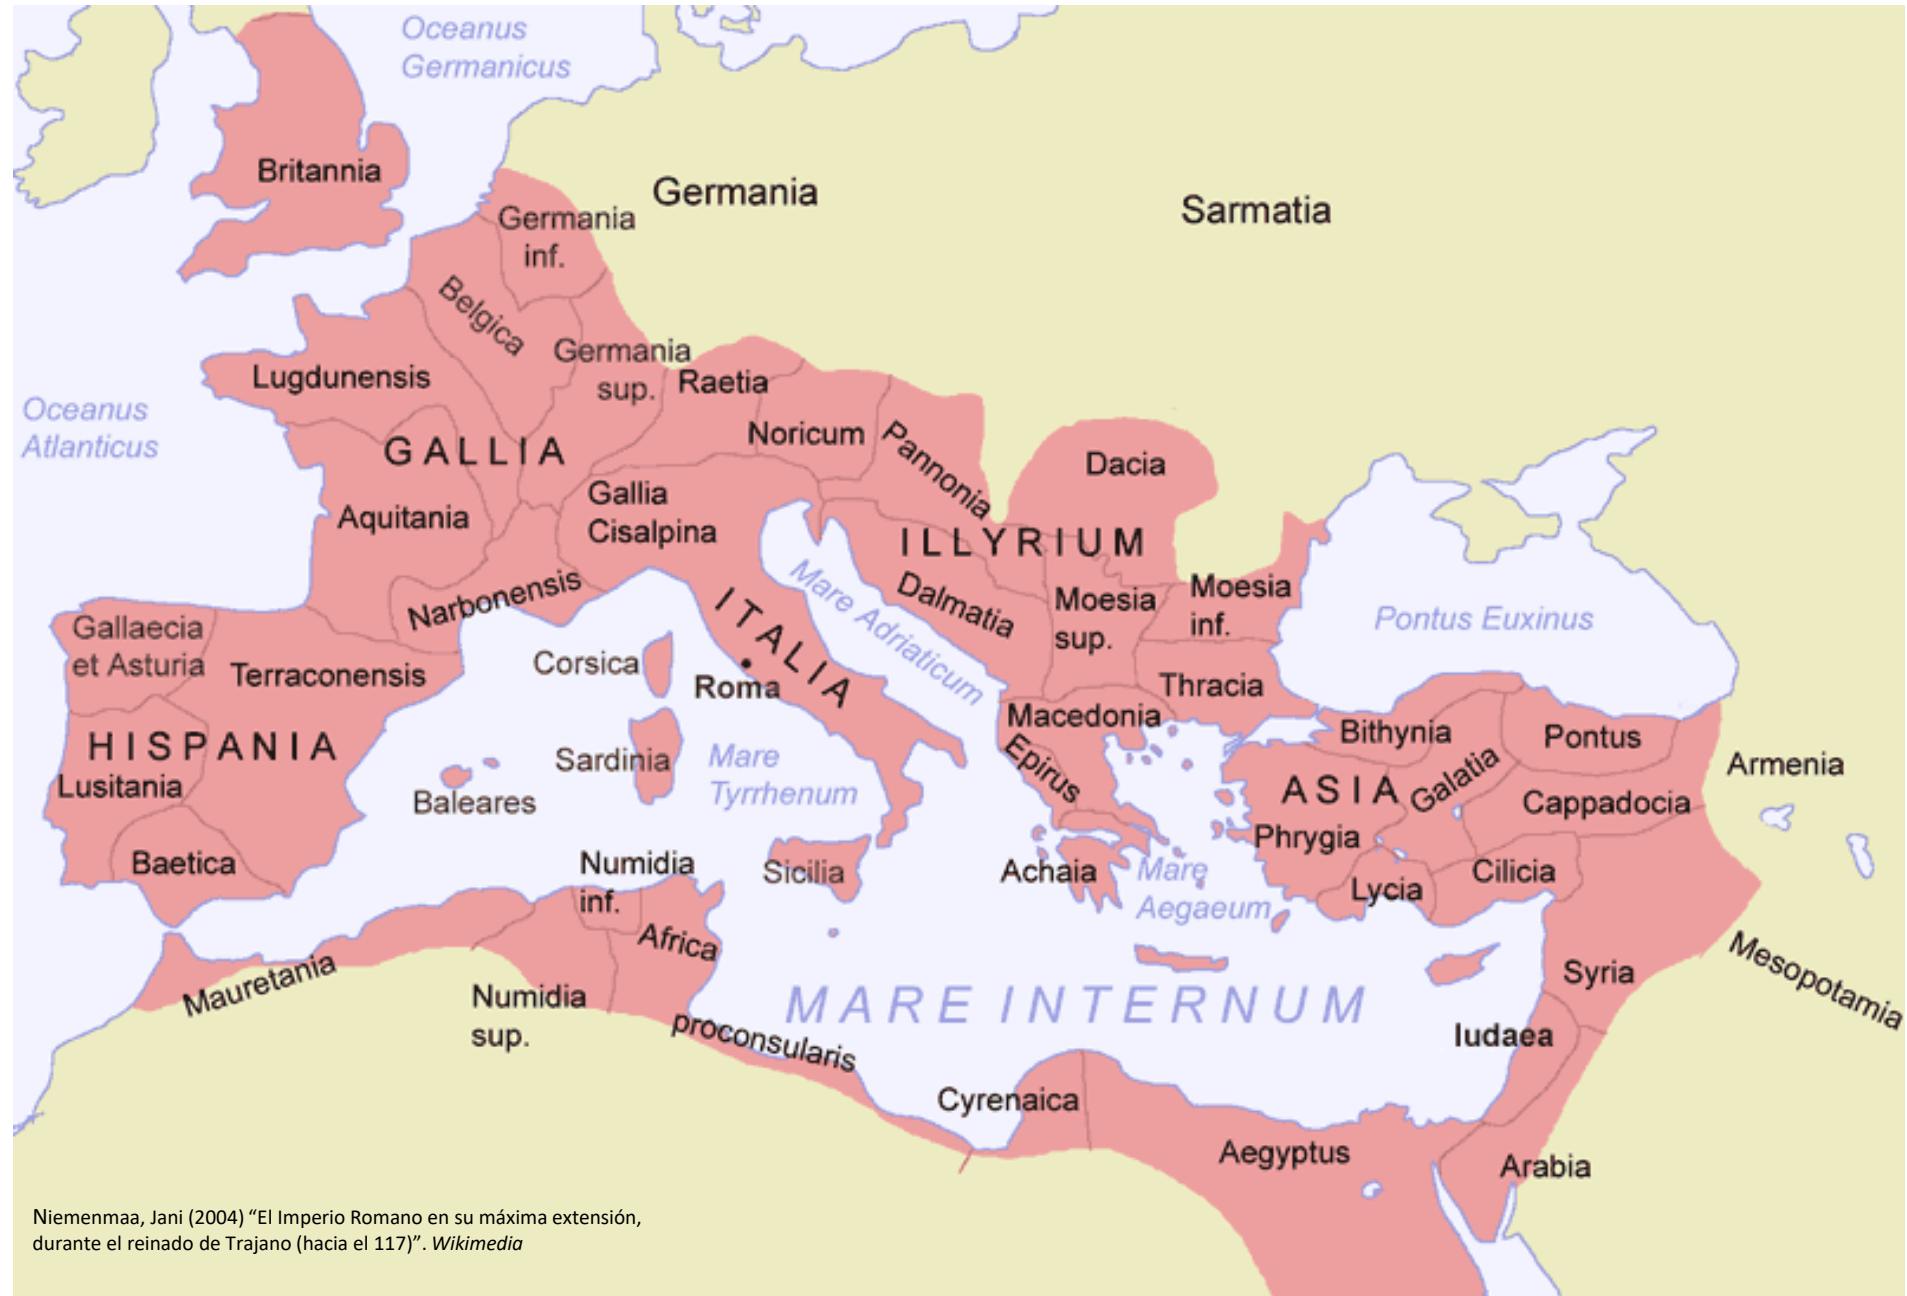 Oceanus
Germanicus
Britannia
Germania
Sarmatia
Germania
inf.
Belgica
Germania
sup.
Lugdunensis
Raetia
Oceanus
Atlanticus
GALLIA
Noricum
Pannonia
Dacia
Gallia
Cisalpina
Aquitania
ILLYRIUM
Narbonensis
Mare Adriaticum
Dalmatia
Moesia
sup.
Moesia
inf.
Pontus Euxinus
Gallaecia
et Asturia
Terraconensis
Corsica
ITALIA
Roma
Thracia
Macedonia
Epirus
Bithynia
Pontus
Galatia
Armenia
HISPANIA
Lusitania
Baleares
Sardinia
Mare
Tyrrhenum
ASIA
Phrygia
Cappadocia
Baetica
Numidia
inf.
Sicilia
Achaia
Mare
Aegaeum
Lycia
Cilicia
Africa
Mauretania
Numidia
sup.
proconsularis
MARE INTERNUM
Syria
Mesopotamia
Iudaea
Cyrenaica
Aegyptus
Arabia
Niemenmaa, Jani (2004) “El Imperio Romano en su máxima extensión,
durante el reinado de Trajano (hacia el 117)”. Wikimedia